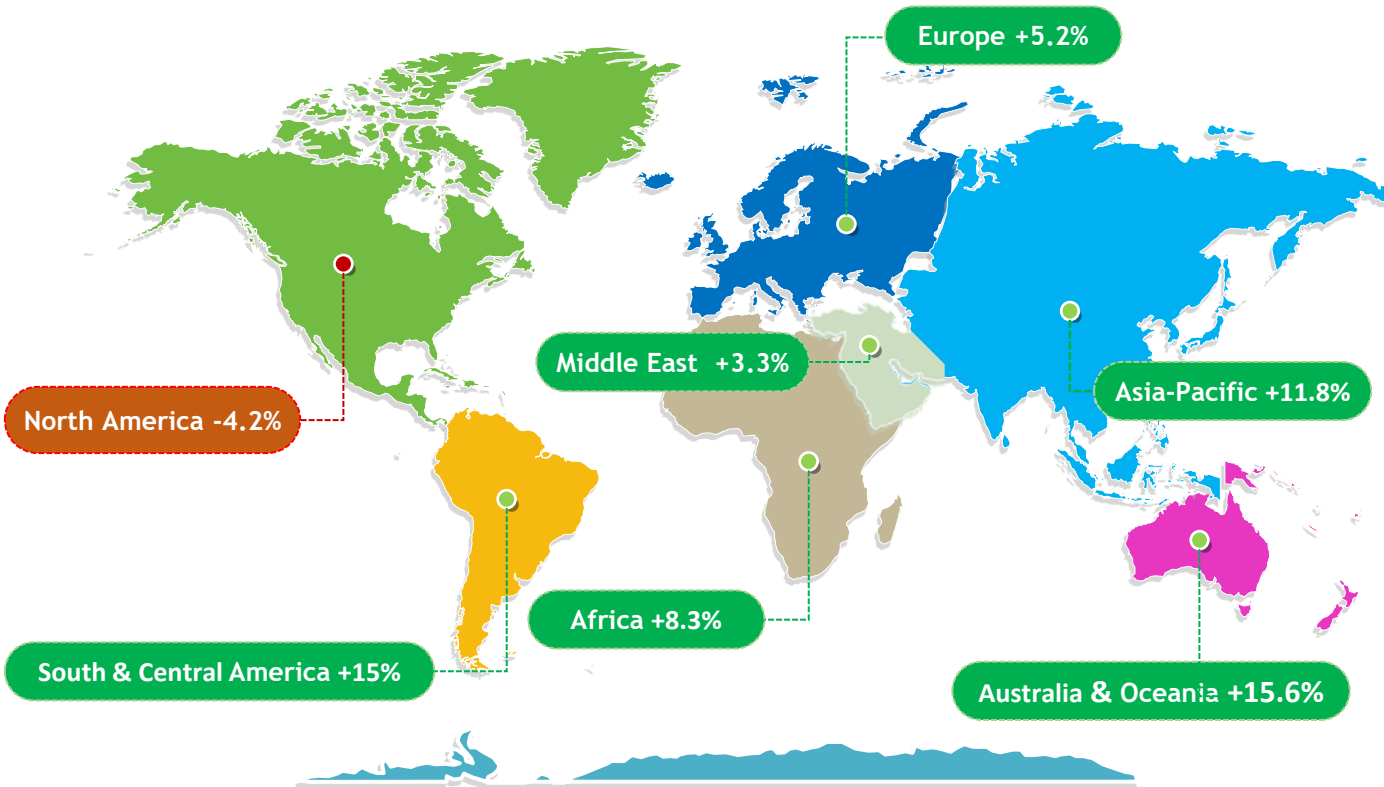 Europe +5.2%
Middle East +3.3%
Asia-Pacific +11.8%
North America -4.2%
Africa +8.3%
South & Central America +15%
Australia & Oceania +15.6%